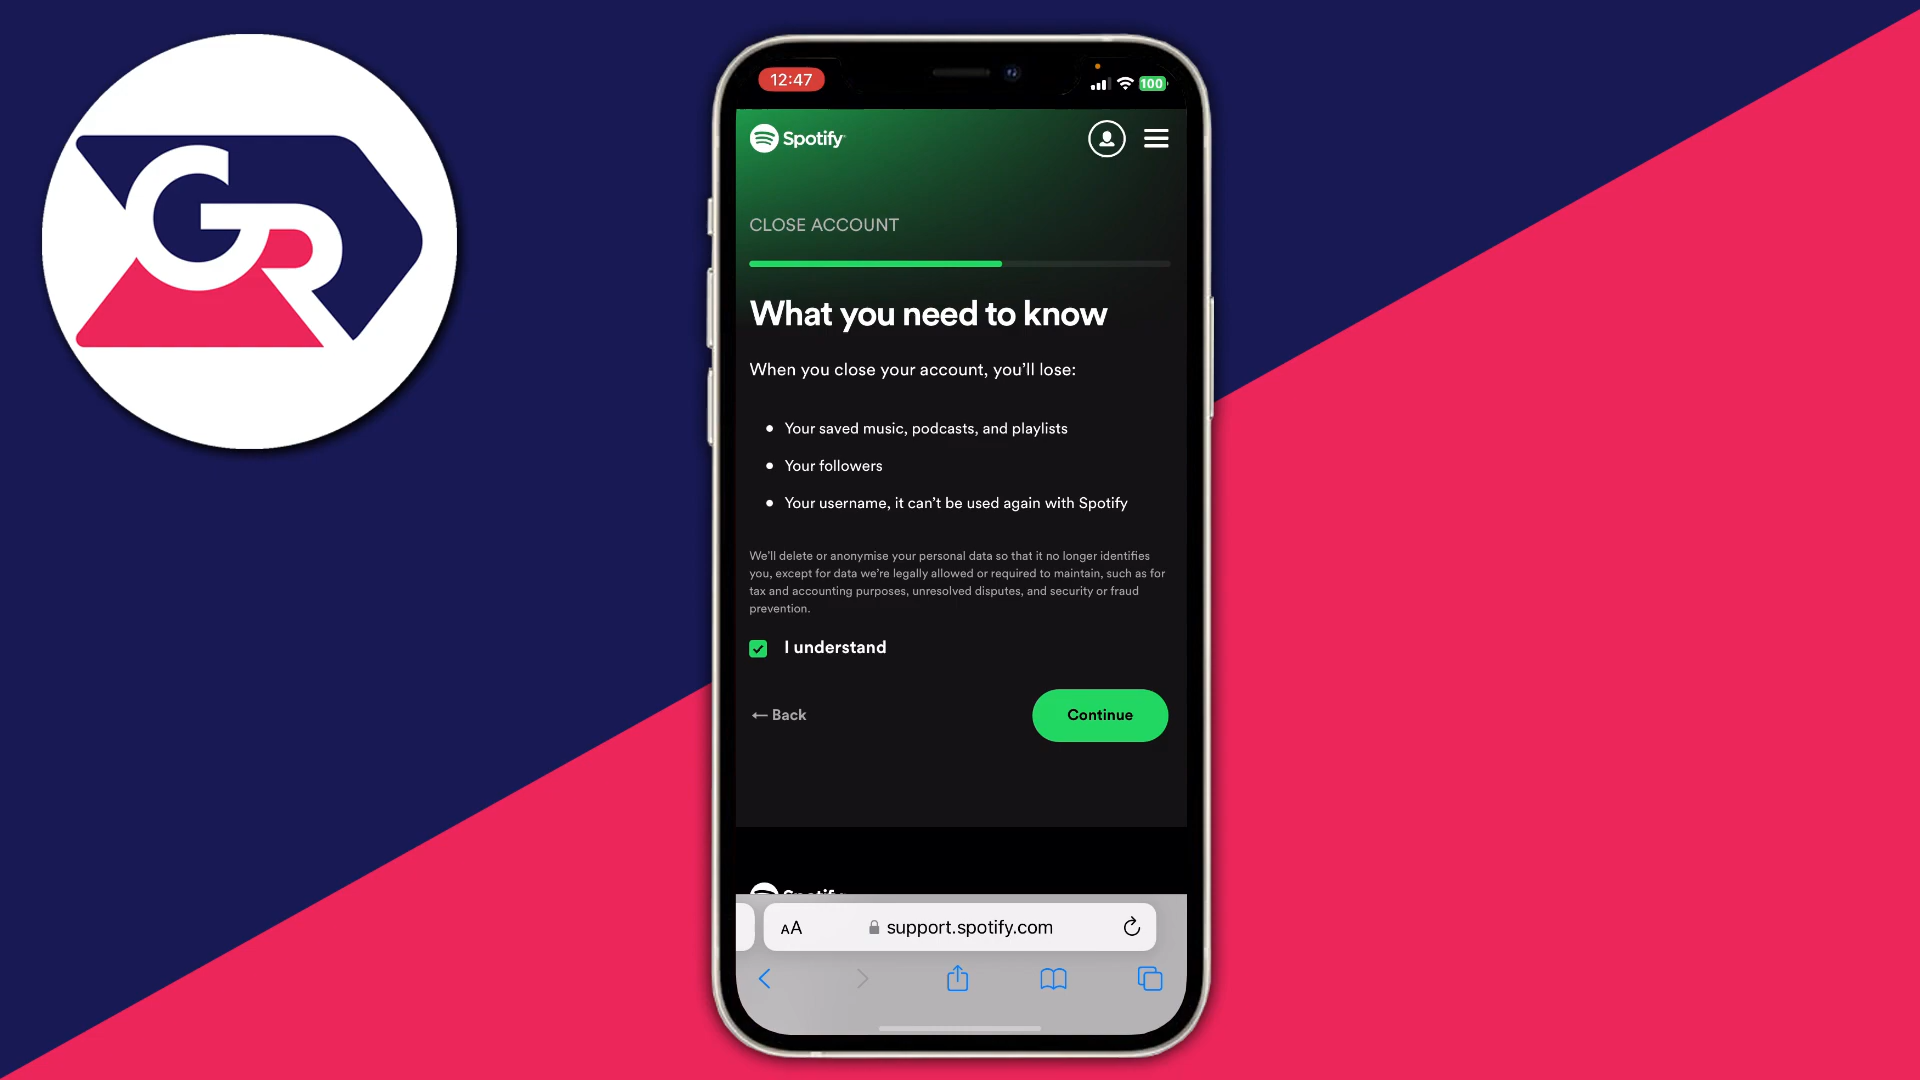 GR
12:47
100
Spotify
CLOSE ACCOUNT
What you need to know
When you close your account, you'll lose:
• Your saved music, podcasts, and playlists
• Your followers
• Your username, it can't be used again with Spotify
We'll delete or anonymise your personal data so that it no longer identifies
you, except for data we're legally allowed or required to maintain, such as for
tax and accounting purposes, unresolved disputes, and security or fraud
prevention.
I understand
← Back
Continue
Spotify
AA
support.spotify.com